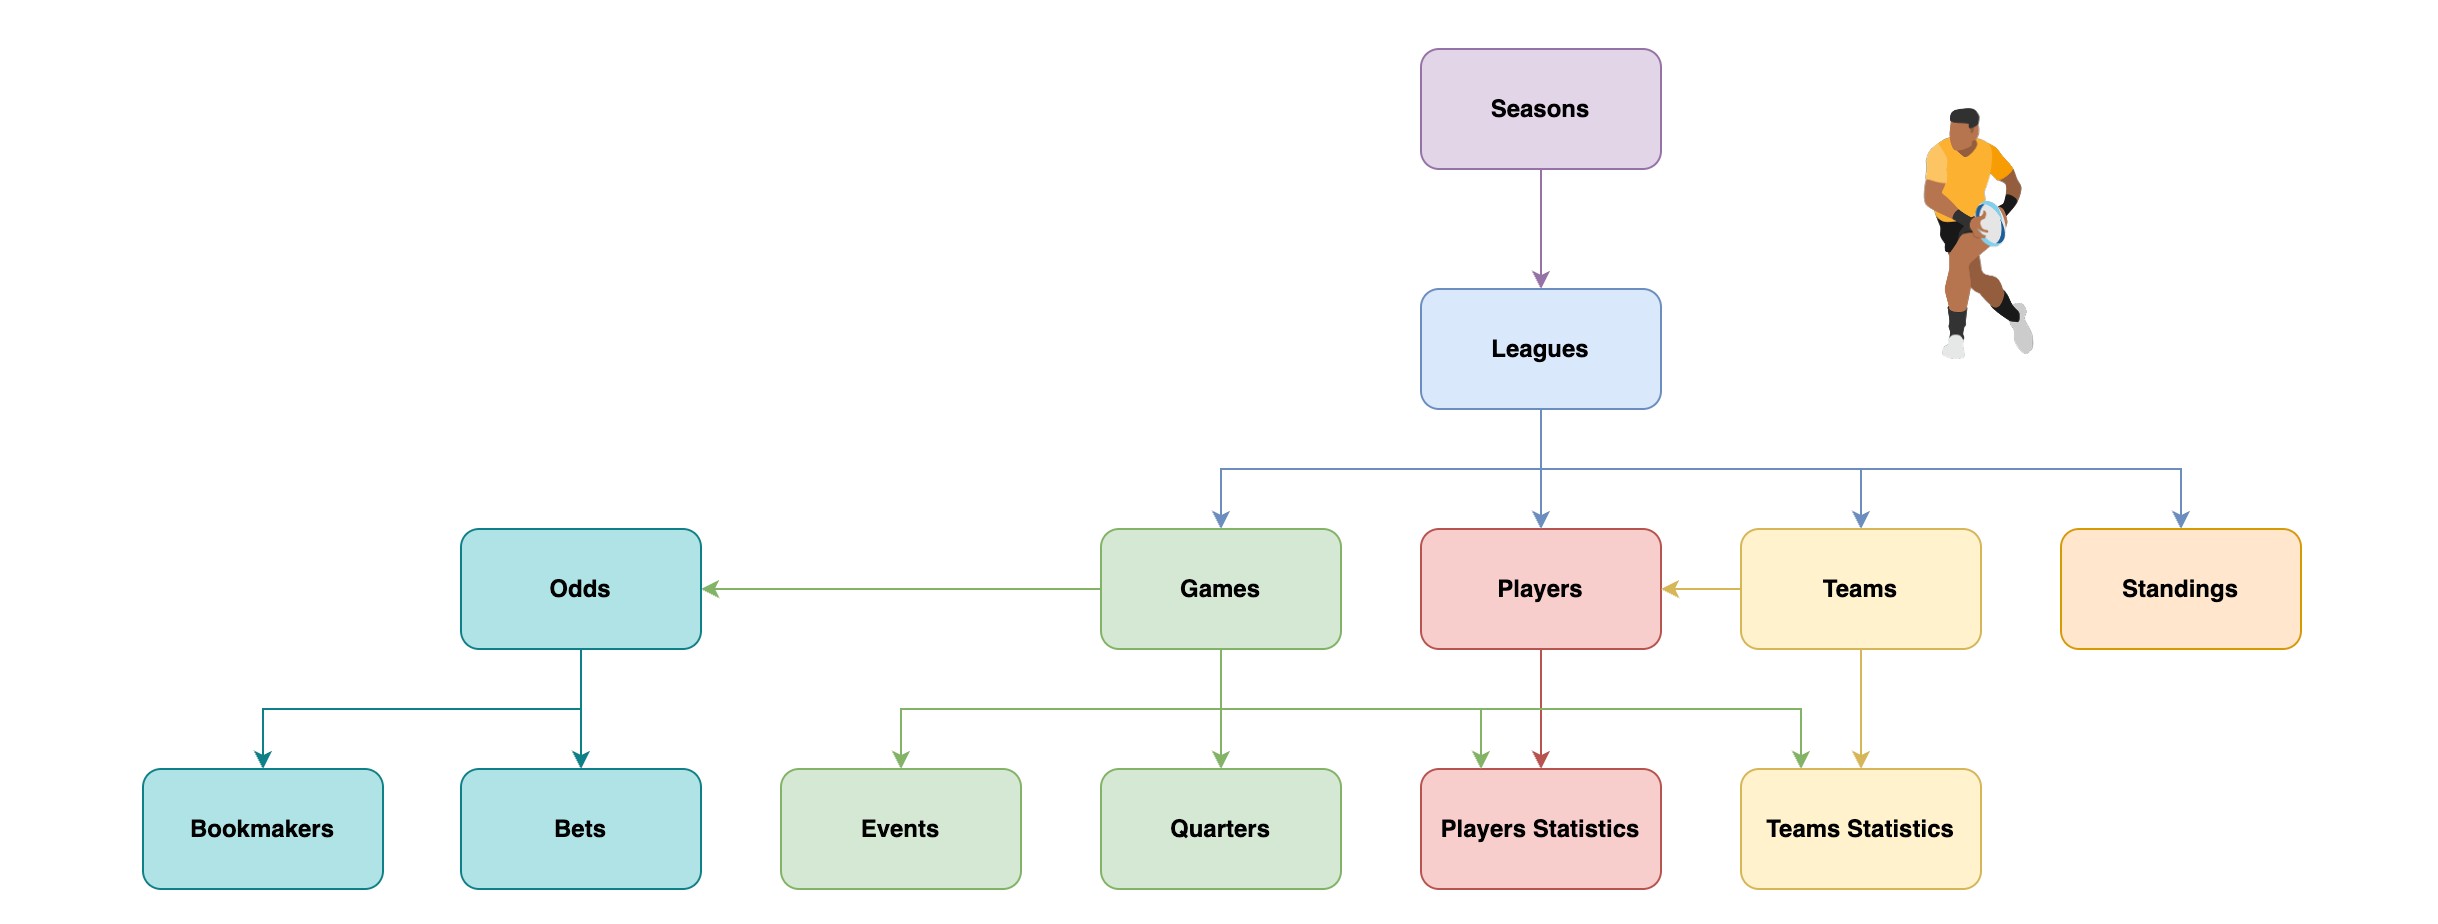 Seasons
Leagues
Odds
Games
Players
Teams
Standings
Bookmakers
Bets
Events
Quarters
Players Statistics
Teams Statistics